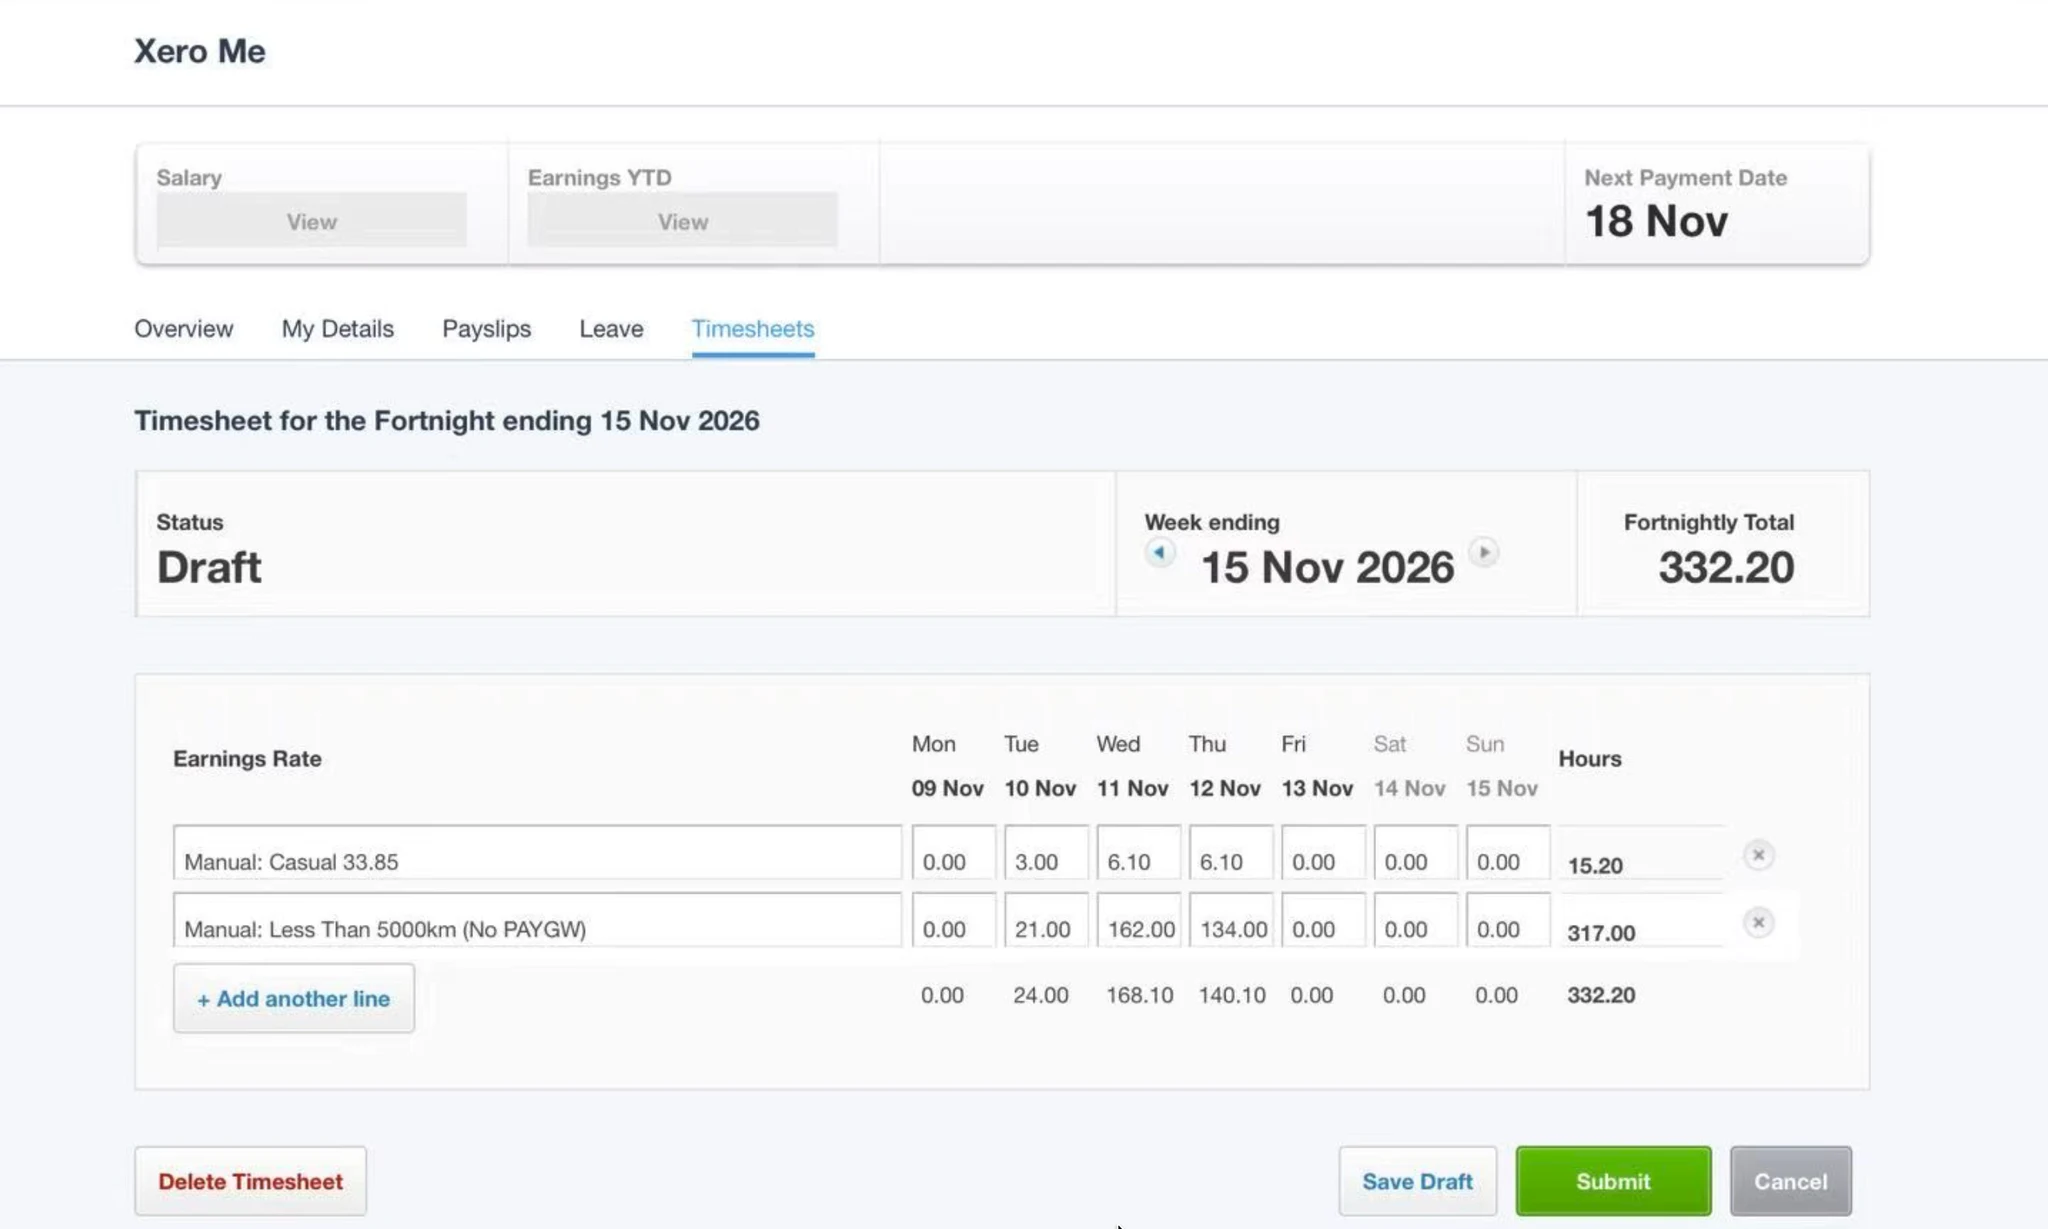 Xero Me
Salary
View
Earnings YTD
View
Next Payment Date
18 Nov
Overview My Details Payslips Leave Timesheets
Timesheet for the Fortnight ending 15 Nov 2026
Status
Draft
Week ending
15 Nov 2026
Fortnightly Total
332.20
Earnings Rate
Mon Tue Wed Thu Fri Sat Sun
09 Nov 10 Nov 11 Nov 12 Nov 13 Nov 14 Nov 15 Nov
Hours
Manual: Casual 33.85 0.00 3.00 6.10 6.10 0.00 0.00 0.00 15.20
Manual: Less Than 5000km (No PAYGW) 0.00 21.00 162.00 134.00 0.00 0.00 0.00 317.00
+ Add another line 0.00 24.00 168.10 140.10 0.00 0.00 0.00 332.20
Delete Timesheet Save Draft Submit Cancel